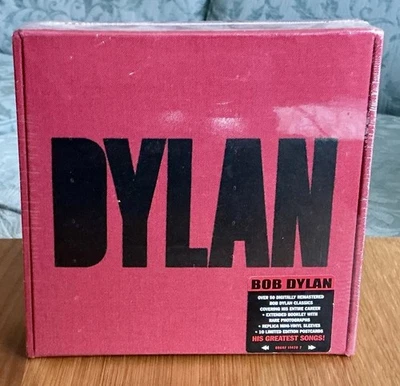 DYLAN
BOB DYLAN
OVER 50 DIGITALLY REMASTERED
BOB DYLAN CLASSICS
COVERING HIS ENTIRE CAREER
• EXTENDED BOOKLET WITH
RARE PHOTOGRAPHS
• REPLICA MINI-VINYL SLEEVES
• 10 LIMITED EDITION POSTCARDS
HIS GREATEST SONGS!